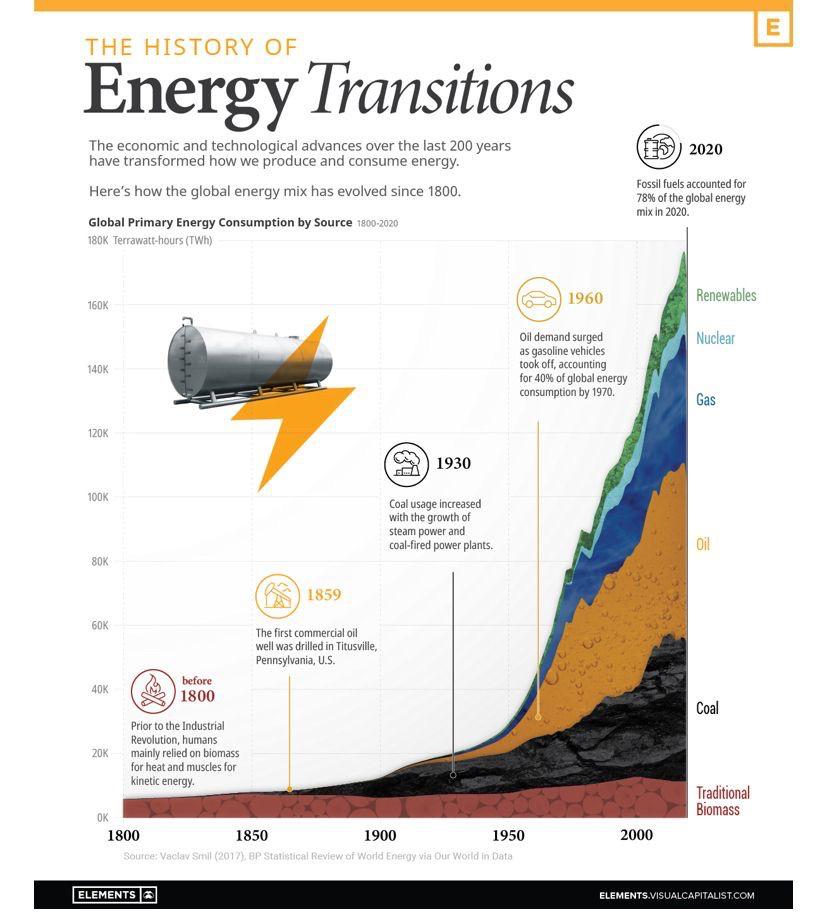 E
THE HISTORY OF
Energy Transitions
The economic and technological advances over the last 200 years
have transformed how we produce and consume energy.
Here's how the global energy mix has evolved since 1800.
2020
Fossil fuels accounted for
78% of the global energy
mix in 2020.
Global Primary Energy Consumption by Source 1800-2020
180K Terrawatt-hours (TWh)
160K
140K
120K
100K
80K
60K
40K
20K
0K
1960
Oil demand surged
as gasoline vehicles
took off, accounting
for 40% of global energy
consumption by 1970.
1930
Coal usage increased
with the growth of
steam power and
coal-fired power plants.
1859
The first commercial oil
well was drilled in Titusville,
Pennsylvania, U.S.
before
1800
Prior to the Industrial
Revolution, humans
mainly relied on biomass
for heat and muscles for
kinetic energy.
Renewables
Nuclear
Gas
Oil
Coal
Traditional
Biomass
1800 1850 1900 1950 2000
Source: Vaclav Smil (2017), BP Statistical Review of World Energy via Our World in Data
ELEMENTS
ELEMENTS.VISUALCAPITALIST.COM